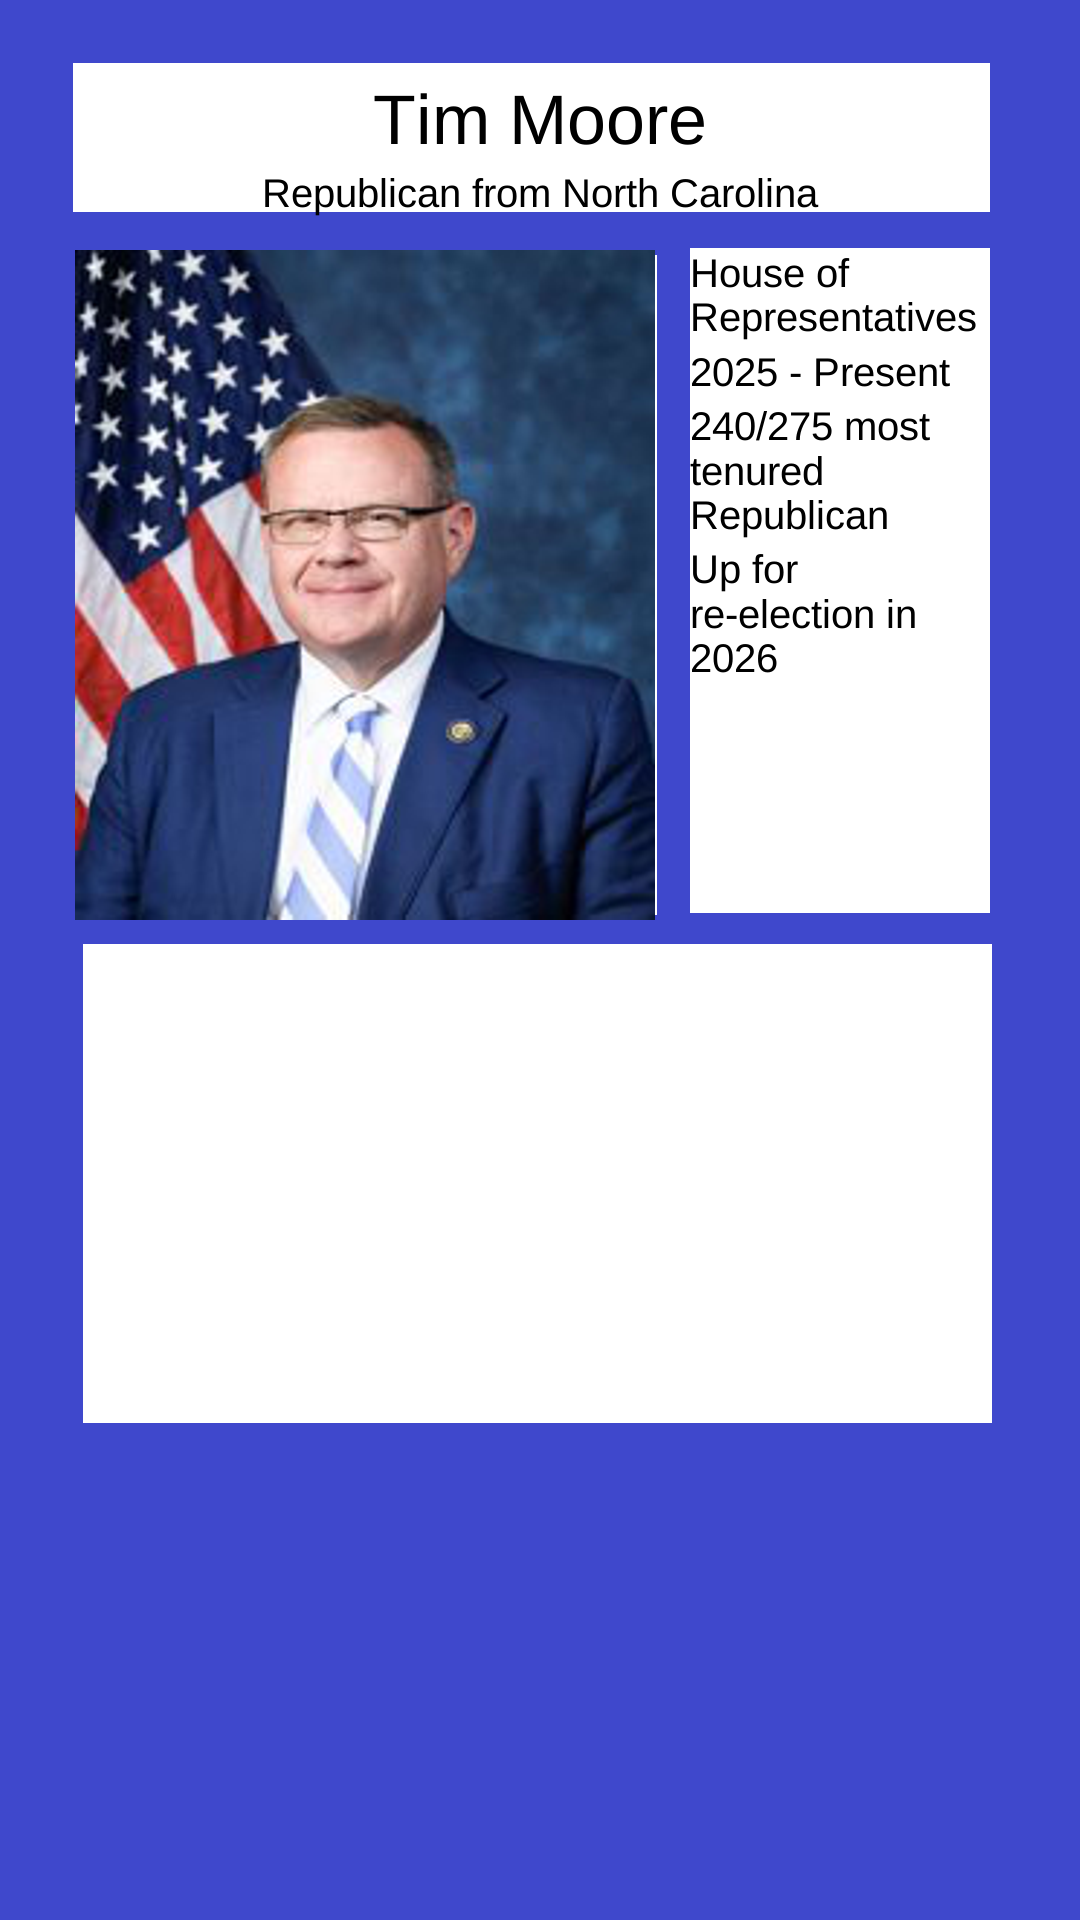 Tim Moore
Republican from North Carolina
House of
Representatives
2025 - Present
240/275 most
tenured
Republican
Up for
re-election in
2026